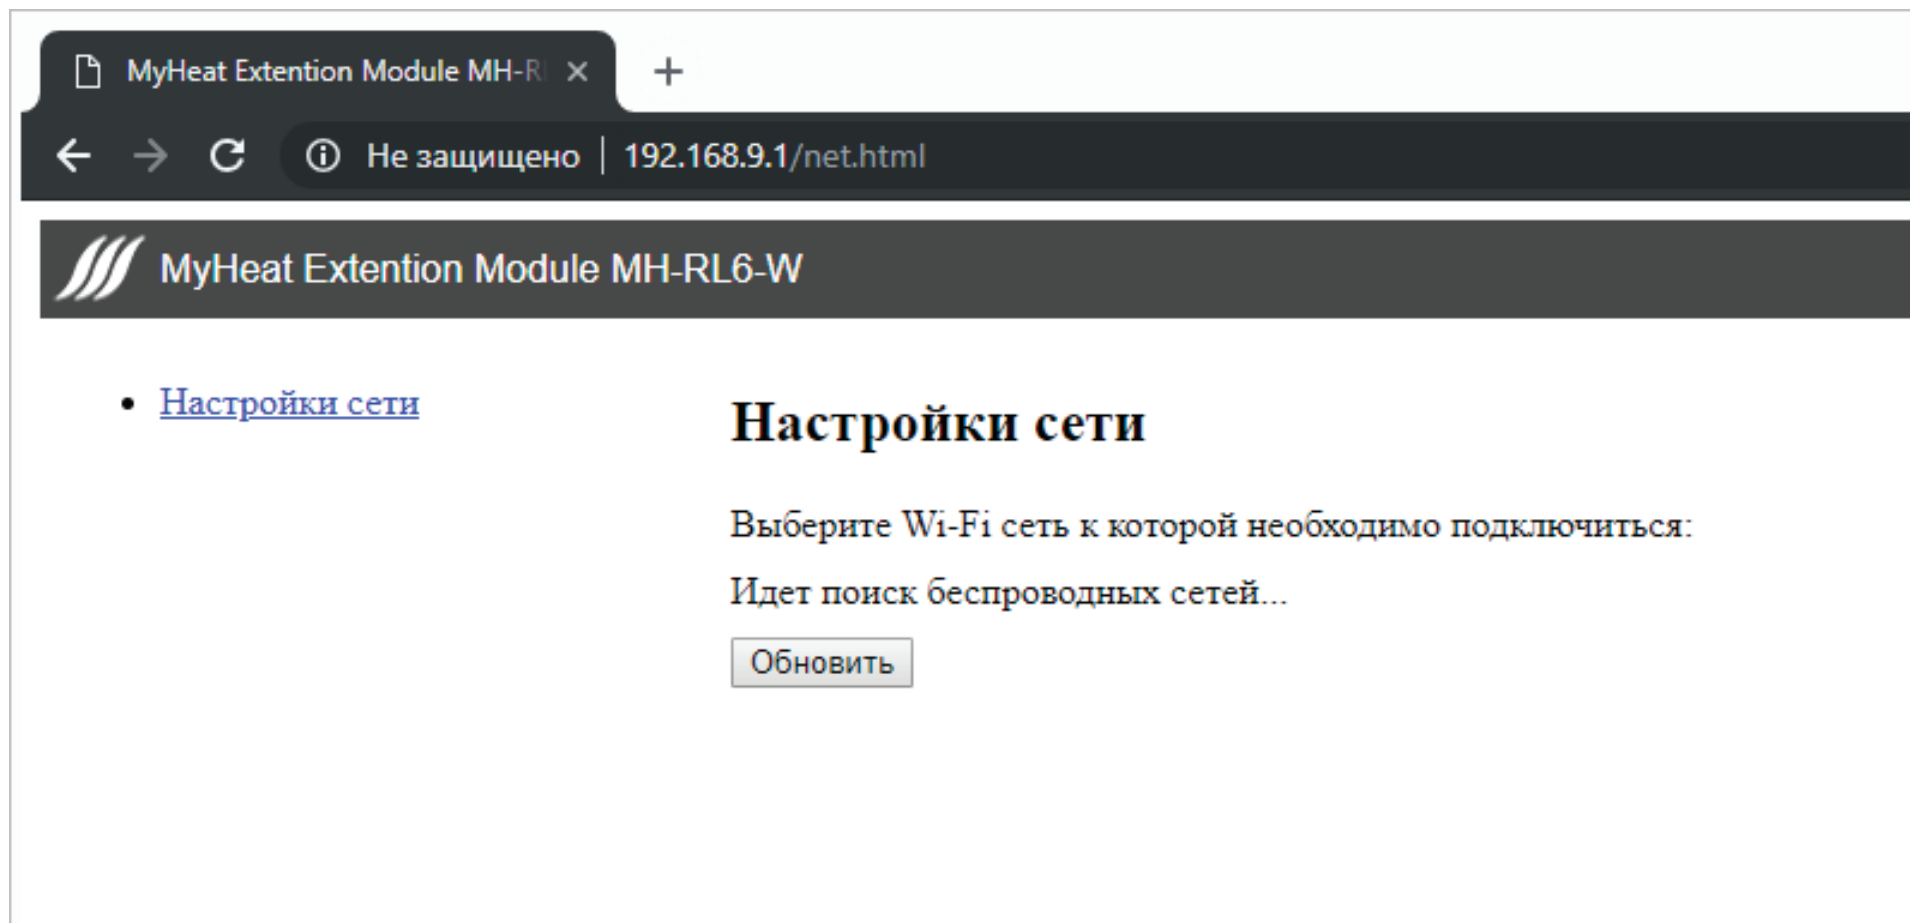 MyHeat Extention Module MH-R
Не защищено | 192.168.9.1/net.html
MyHeat Extention Module MH-RL6-W
Настройки сети
Настройки сети
Выберите Wi-Fi сеть к которой необходимо подключиться:
Идет поиск беспроводных сетей...
Обновить